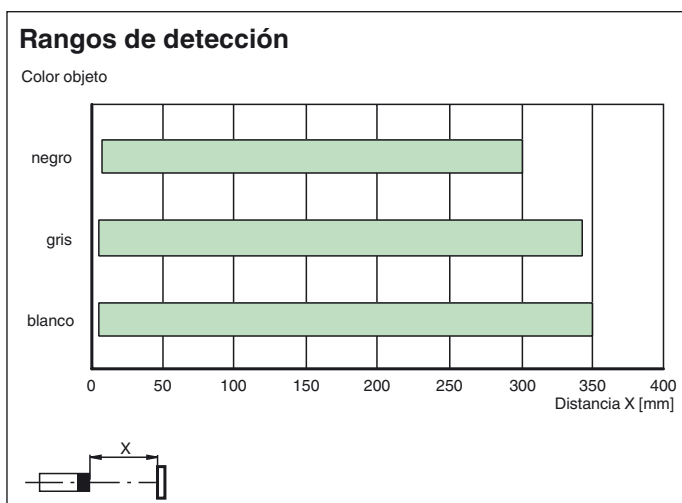 Rangos de detección
Color objeto
negro
gris
blanco
0 50 100 150 200 250 300 350 400
Distancia X [mm]
X